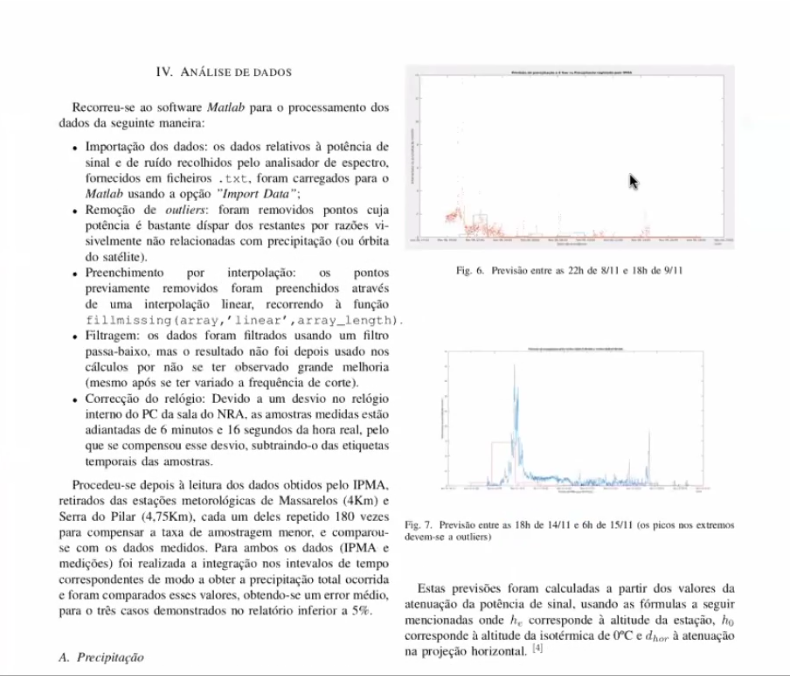 IV. ANÁLISE DE DADOS
Recorreu-se ao software Matlab para o processamento dos
dados da seguinte maneira:
• Importação dos dados: os dados relativos à potência de
sinal e de ruído recolhidos pelo analisador de espectro,
fornecidos em ficheiros .txt, foram carregados para o
Matlab usando a opção "Import Data";
• Remoção de outliers: foram removidos pontos cuja
potência é bastante díspar dos restantes por razões vi-
sivelmente não relacionadas com precipitação (ou órbita
do satélite).
• Preenchimento por interpolação: os pontos
previamente removidos foram preenchidos através
de uma interpolação linear, recorrendo à função
fillmissing(array,'linear',array_length).
• Filtragem: os dados foram filtrados usando um filtro
passa-baixo, mas o resultado não foi depois usado nos
cálculos por não se ter observado grande melhoria
(mesmo após se ter variado a frequência de corte).
• Correcção do relógio: Devido a um desvio no relógio
interno do PC da sala do NRA, as amostras medidas estão
adiantadas de 6 minutos e 16 segundos da hora real, pelo
que se compensou esse desvio, subtraindo-o das etiquetas
temporais das amostras.
Procedeu-se depois à leitura dos dados obtidos pelo IPMA,
retirados das estações metorológicas de Massarelos (4Km) e
Serra do Pilar (4,75Km), cada um deles repetido 180 vezes
para compensar a taxa de amostragem menor, e comparou-
se com os dados medidos. Para ambos os dados (IPMA e
medições) foi realizada a integração nos intevalos de tempo
correspondentes de modo a obter a precipitação total ocorrida
e foram comparados esses valores, obtendo-se um error médio,
para o três casos demonstrados no relatório inferior a 5%.
A. Precipitação
Fig. 6. Previsão entre as 22h de 8/11 e 18h de 9/11
Fig. 7. Previsão entre as 18h de 14/11 e 6h de 15/11 (os picos nos extremos
devem-se a outliers)
Estas previsões foram calculadas a partir dos valores da
atenuação da potência de sinal, usando as fórmulas a seguir
mencionadas onde hₑ corresponde à altitude da estação, h₀
corresponde à altitude da isotérmica de 0ºC e d_hor à atenuação
na projeção horizontal. [4]